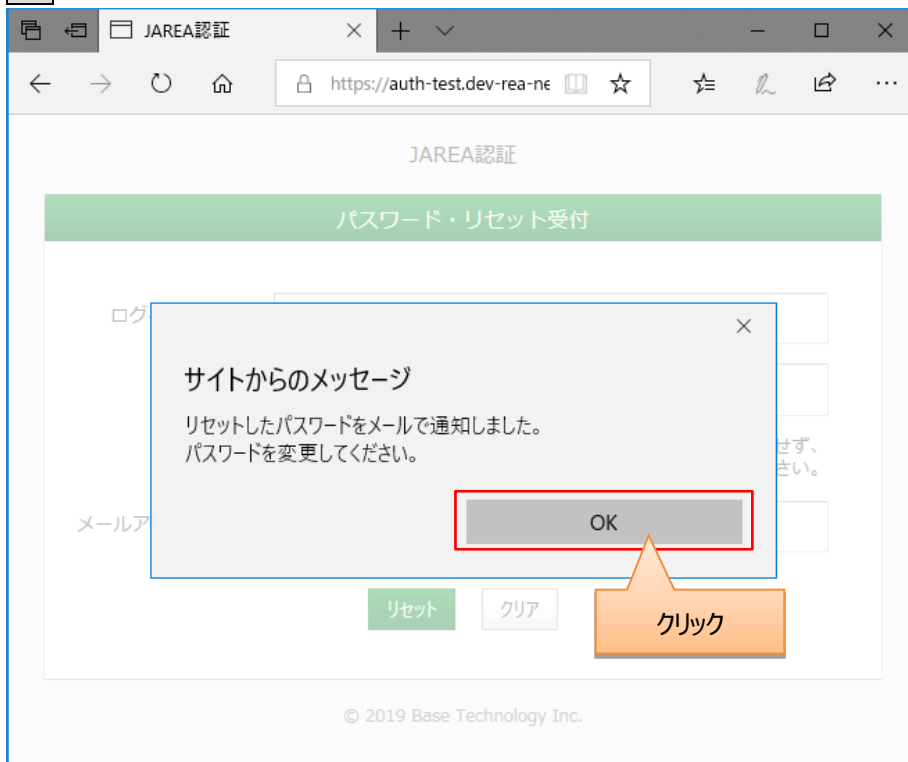 JAREA認証
https://auth-test.dev-rea-ne
JAREA認証
パスワード・リセット受付
ログ
サイトからのメッセージ
リセットしたパスワードをメールで通知しました。
パスワードを変更してください。
せず、
さい。
メールア
OK
リセット
クリア
クリック
© 2019 Base Technology Inc.